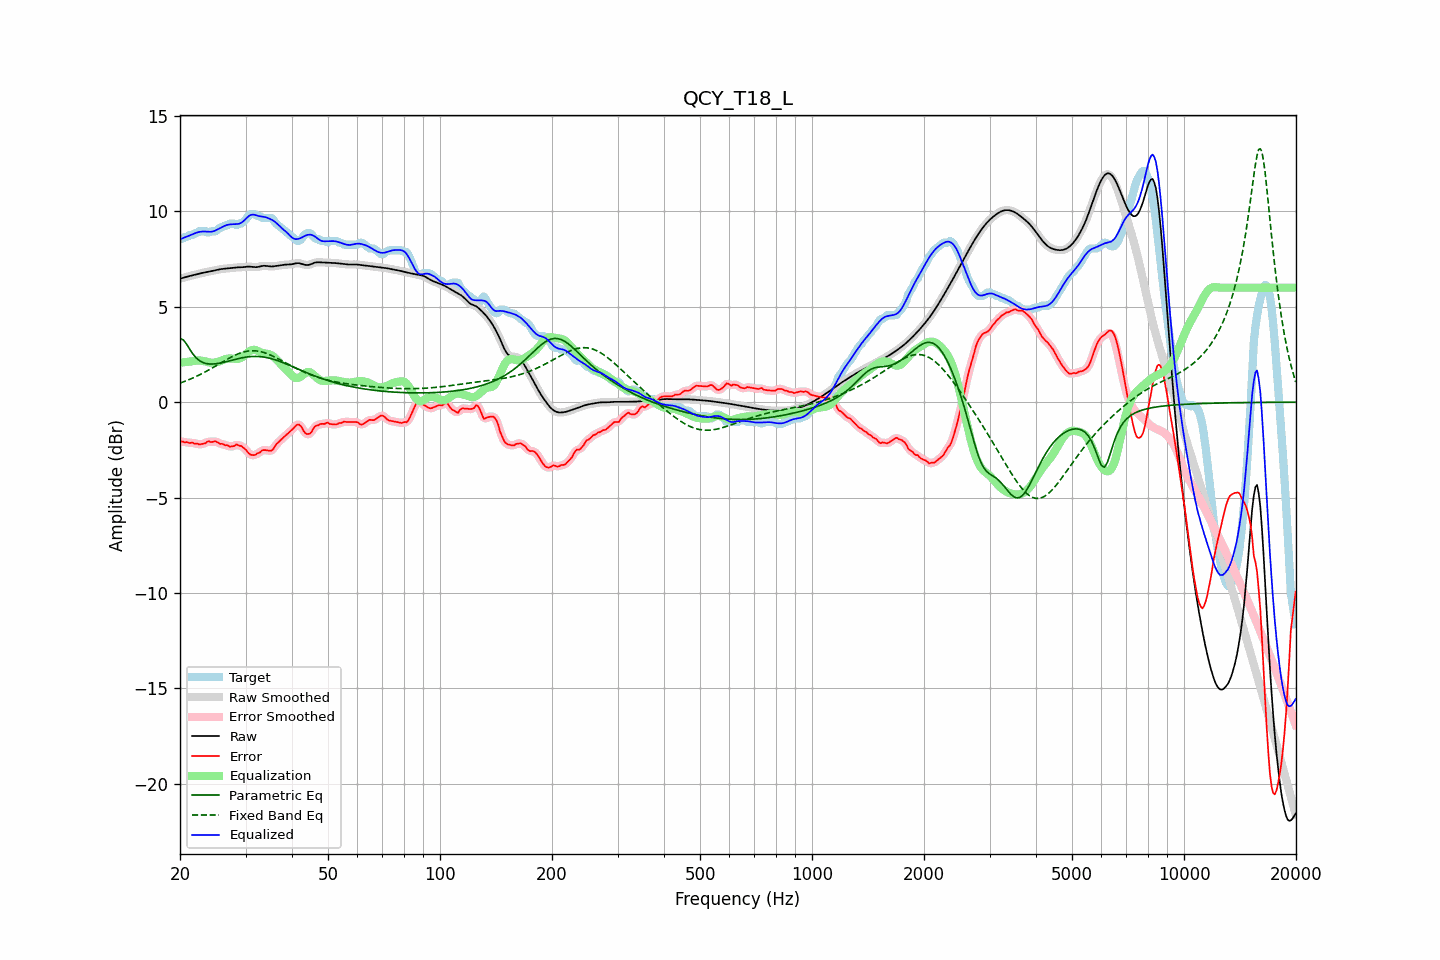 QCY_T18_L
15
10
5
0
−5
−10
−15
−20
Amplitude (dBr)
Target
Raw Smoothed
Error Smoothed
Raw
Error
Equalization
Parametric Eq
Fixed Band Eq
Equalized
20 50 100 200 500 1000 2000 5000 10000 20000
Frequency (Hz)